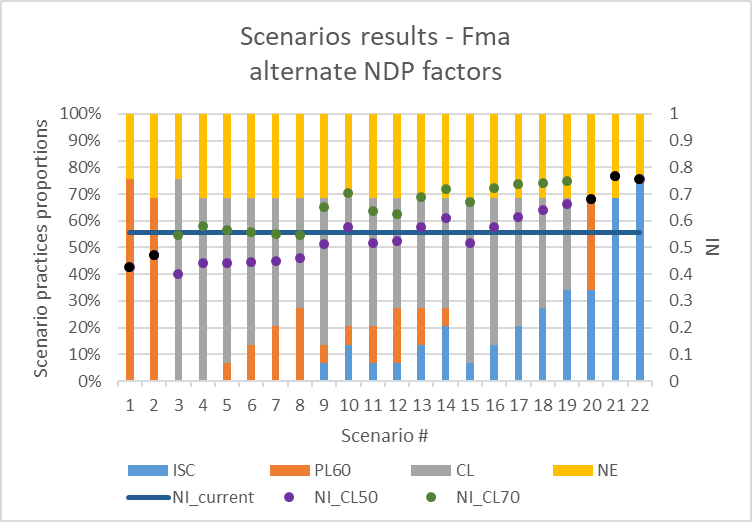 Scenarios results - Fma
alternate NDP factors
Scenario practices proportions
100%
90%
80%
70%
60%
50%
40%
30%
20%
10%
0%
1
0.9
0.8
0.7
0.6
0.5
0.4
0.3
0.2
0.1
0
NI
1 2 3 4 5 6 7 8 9 10 11 12 13 14 15 16 17 18 19 20 21 22
Scenario #
ISC PL60 CL NE
NI_current NI_CL50 NI_CL70